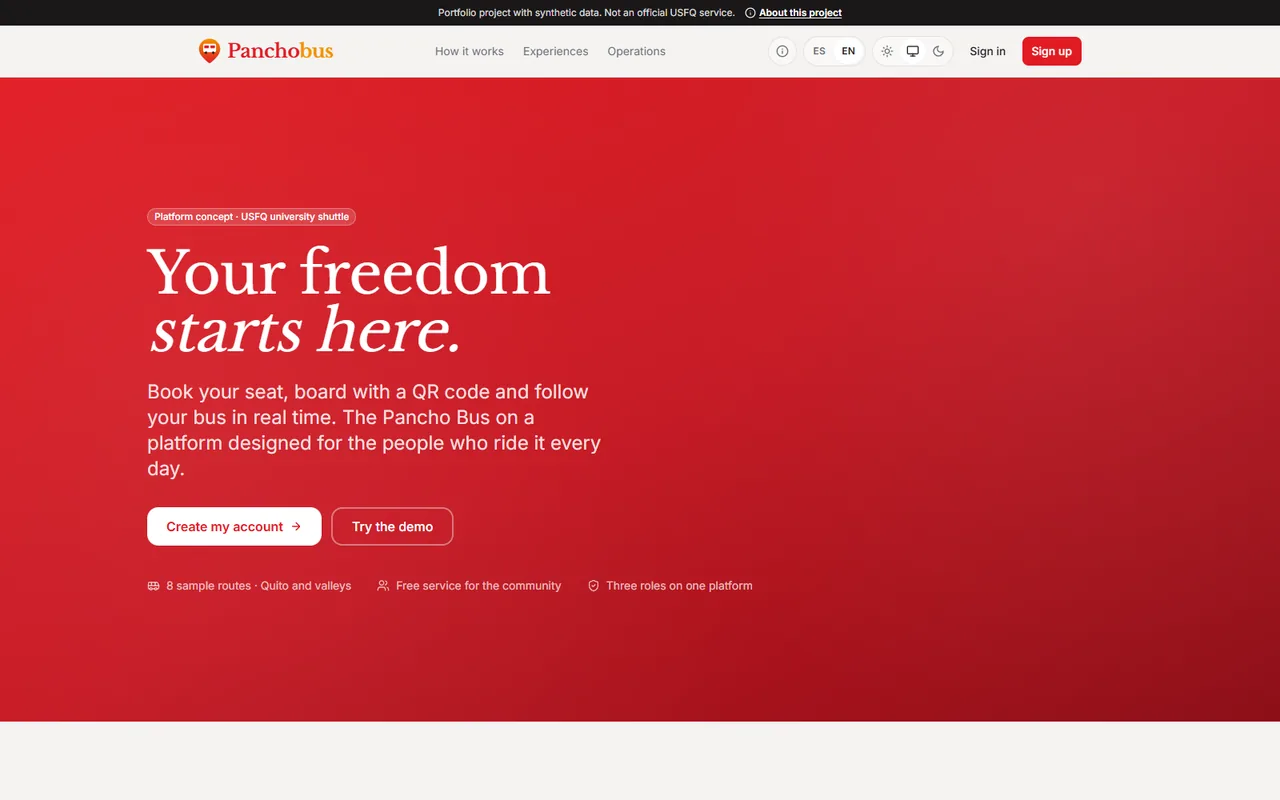 Portfolio project with synthetic data. Not an official USFQ service. About this project
Panchobus
How it works Experiences Operations
ES EN
Sign in Sign up
Platform concept · USFQ university shuttle
Your freedom
starts here.
Book your seat, board with a QR code and follow
your bus in real time. The Pancho Bus on a
platform designed for the people who ride it every
day.
Create my account → Try the demo
8 sample routes · Quito and valleys Free service for the community Three roles on one platform